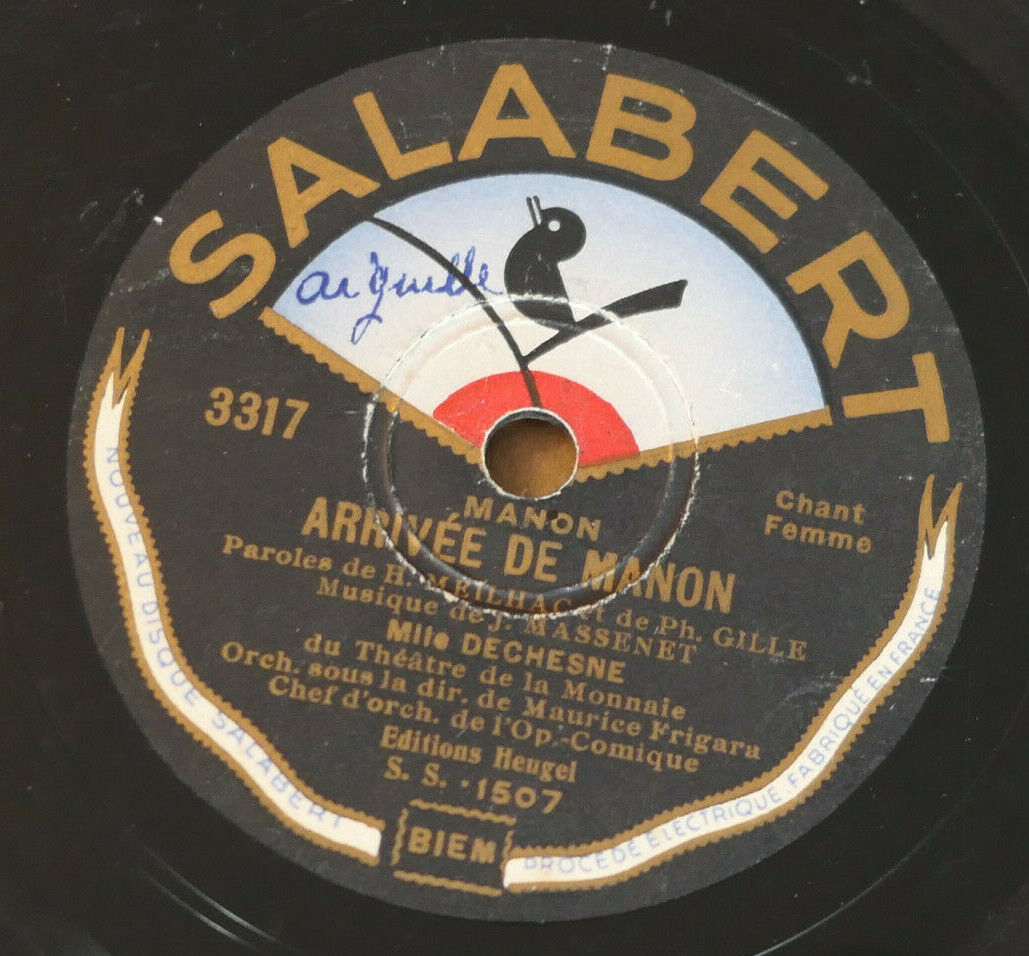 SALABERT
aiguille
3317
Chant
Femme
MANON
ARRIVÉE DE MANON
Paroles de H. MEILHAC et de Ph. GILLE
Musique de J. MASSENET
Mlle DECHESNE
du Théâtre de la Monnaie
Orch. sous la dir. de Maurice Frigara
Chef d'orch. de l'Op.-Comique
Editions Heugel
S. S. · 1507
BIEM
NOUVEAU DISQUE SALABERT
PROCÉDÉ ÉLECTRIQUE. FABRIQUÉ EN FRANCE